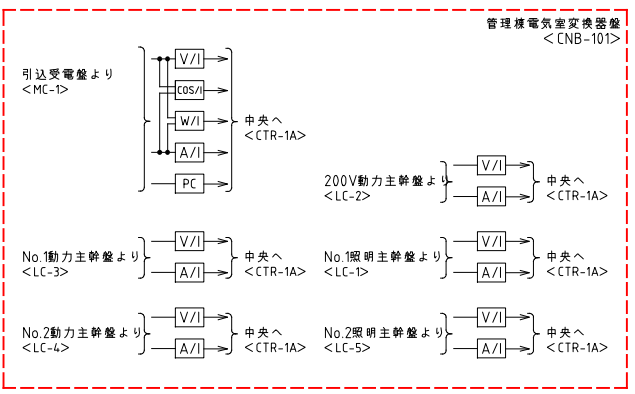 管理棟電気室変換器盤
<CNB-101>
引込受電盤より
<MC-1>
V/I
COS/I
W/I
A/I
PC
中央へ
<CTR-1A>
200V動力主幹盤より
<LC-2>
V/I
A/I
中央へ
<CTR-1A>
No.1動力主幹盤より
<LC-3>
V/I
A/I
中央へ
<CTR-1A>
No.1照明主幹盤より
<LC-1>
V/I
A/I
中央へ
<CTR-1A>
No.2動力主幹盤より
<LC-4>
V/I
A/I
中央へ
<CTR-1A>
No.2照明主幹盤より
<LC-5>
V/I
A/I
中央へ
<CTR-1A>